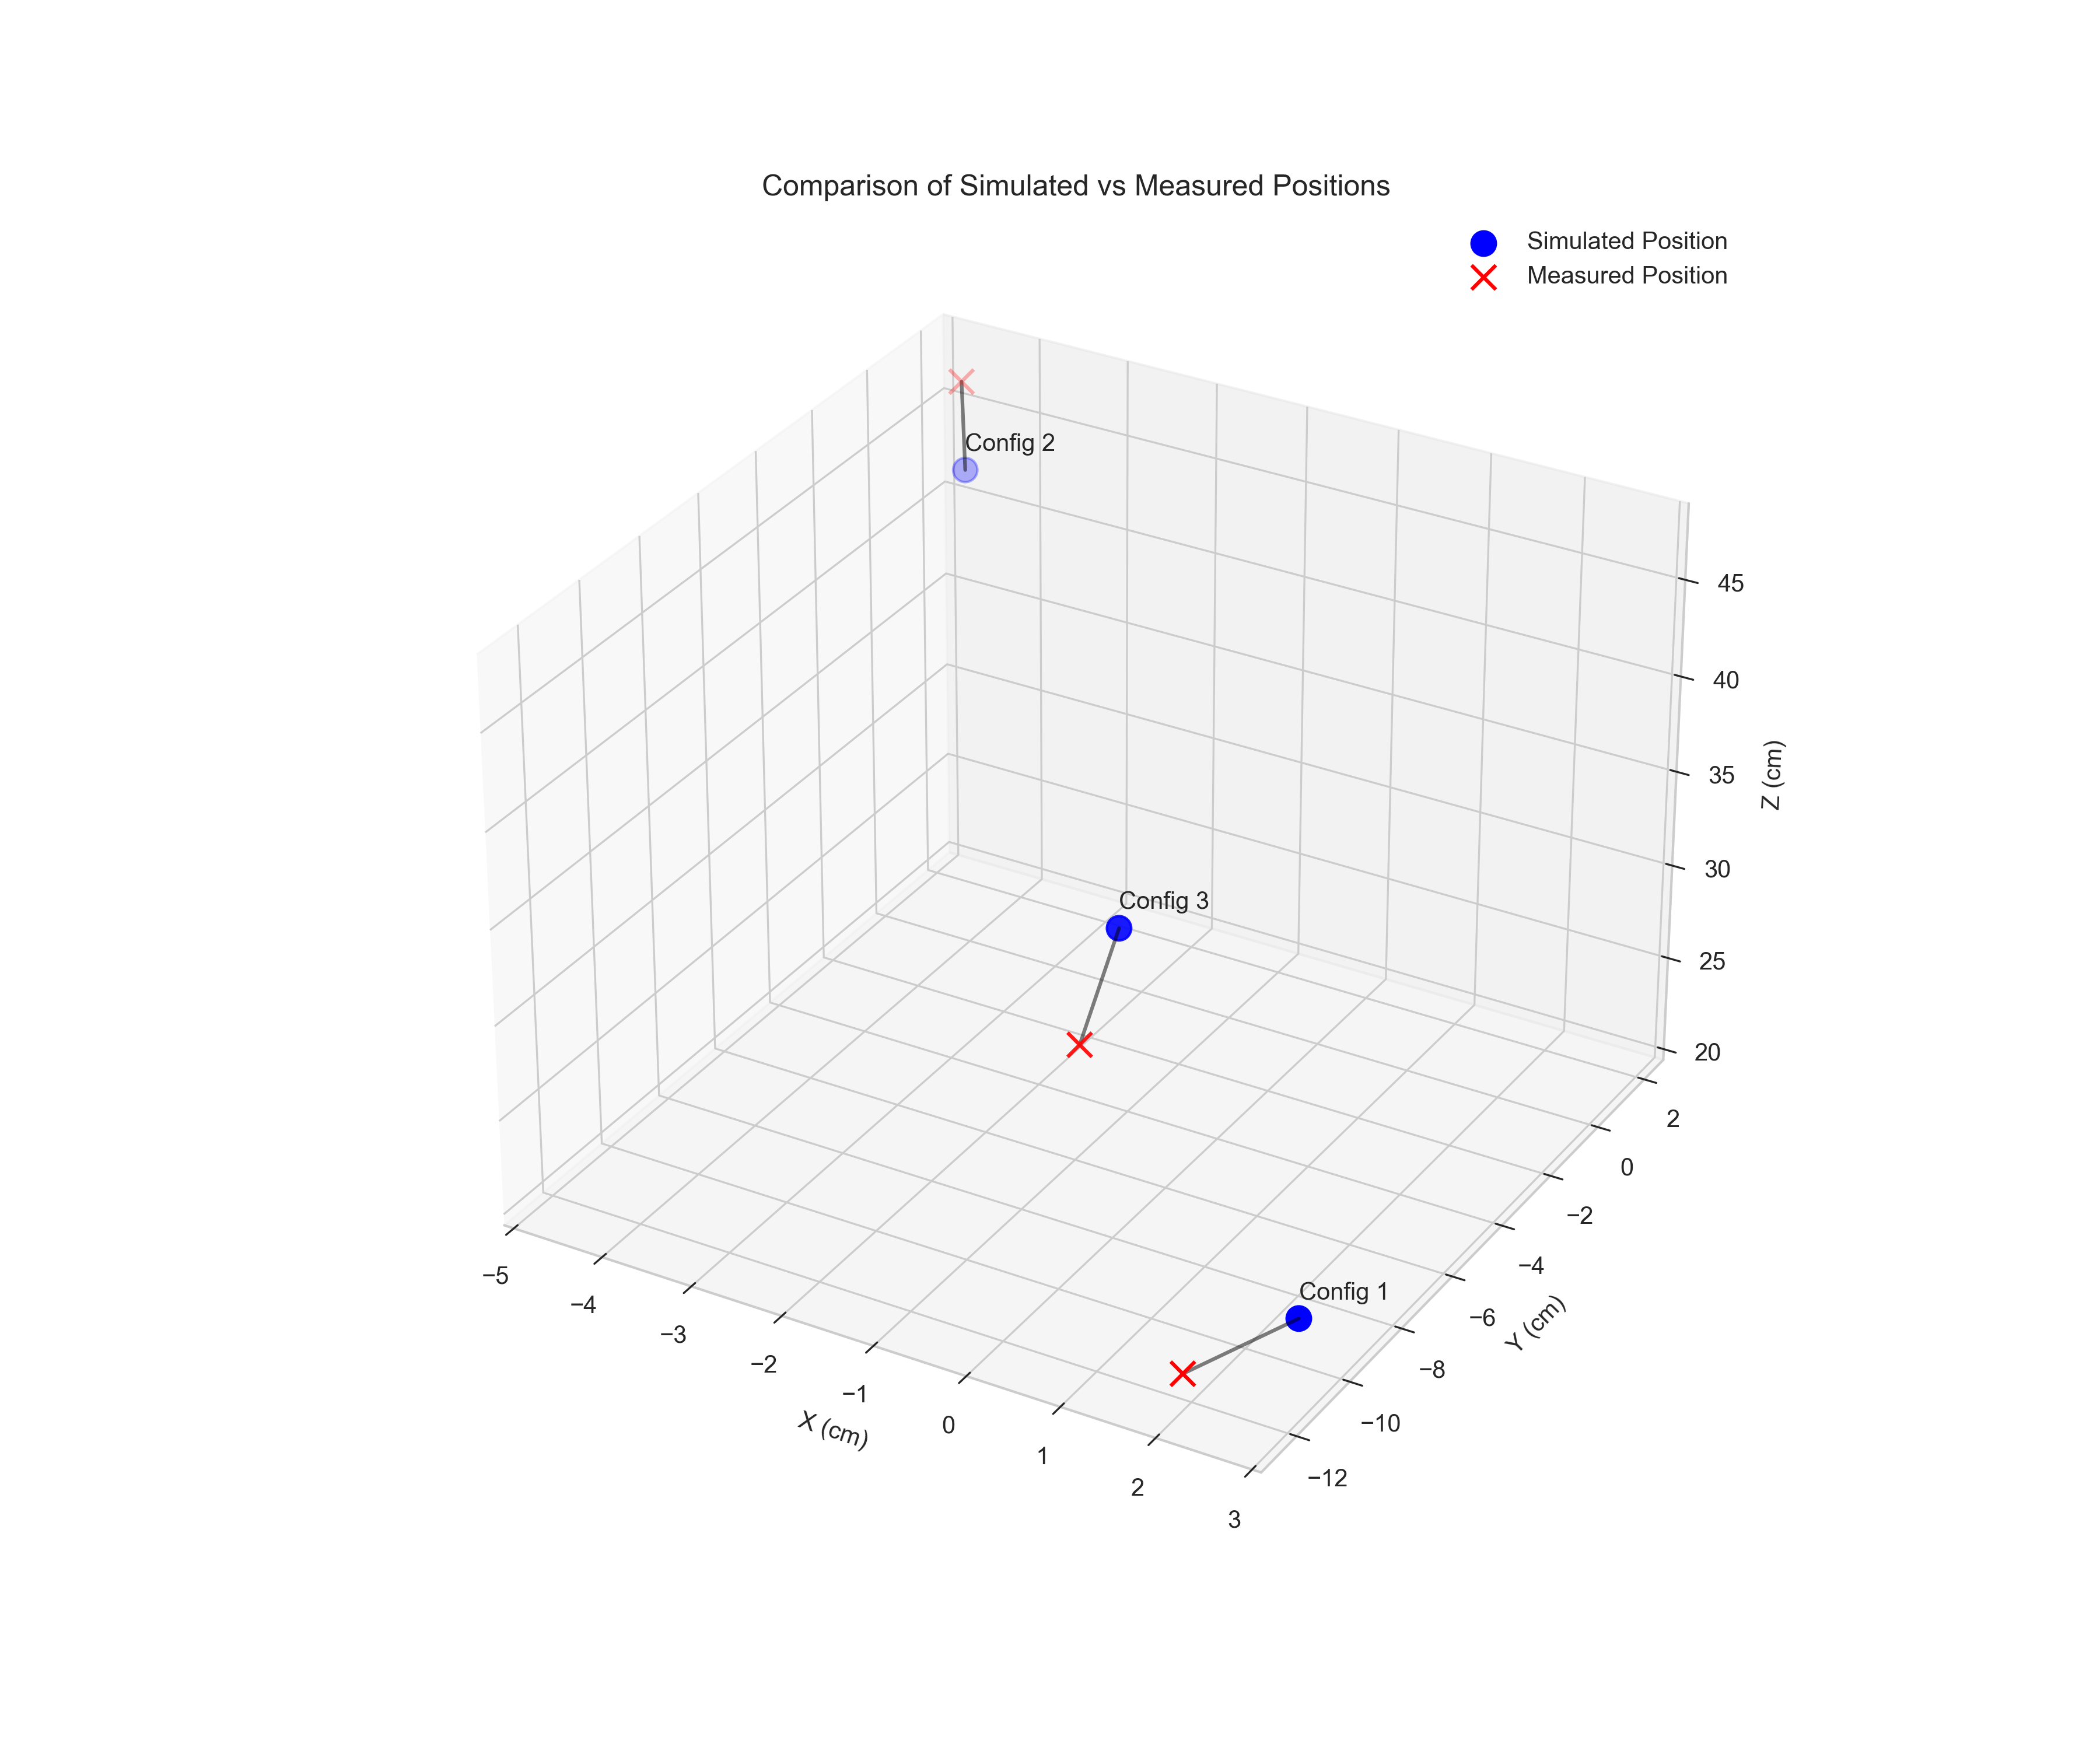 Comparison of Simulated vs Measured Positions
Simulated Position
Measured Position
Config 2
Config 3
Config 1
45
40
35
30
25
20
Z (cm)
2
0
−2
−4
−6
−8
−10
−12
Y (cm)
−5
−4
−3
−2
−1
0
1
2
3
X (cm)